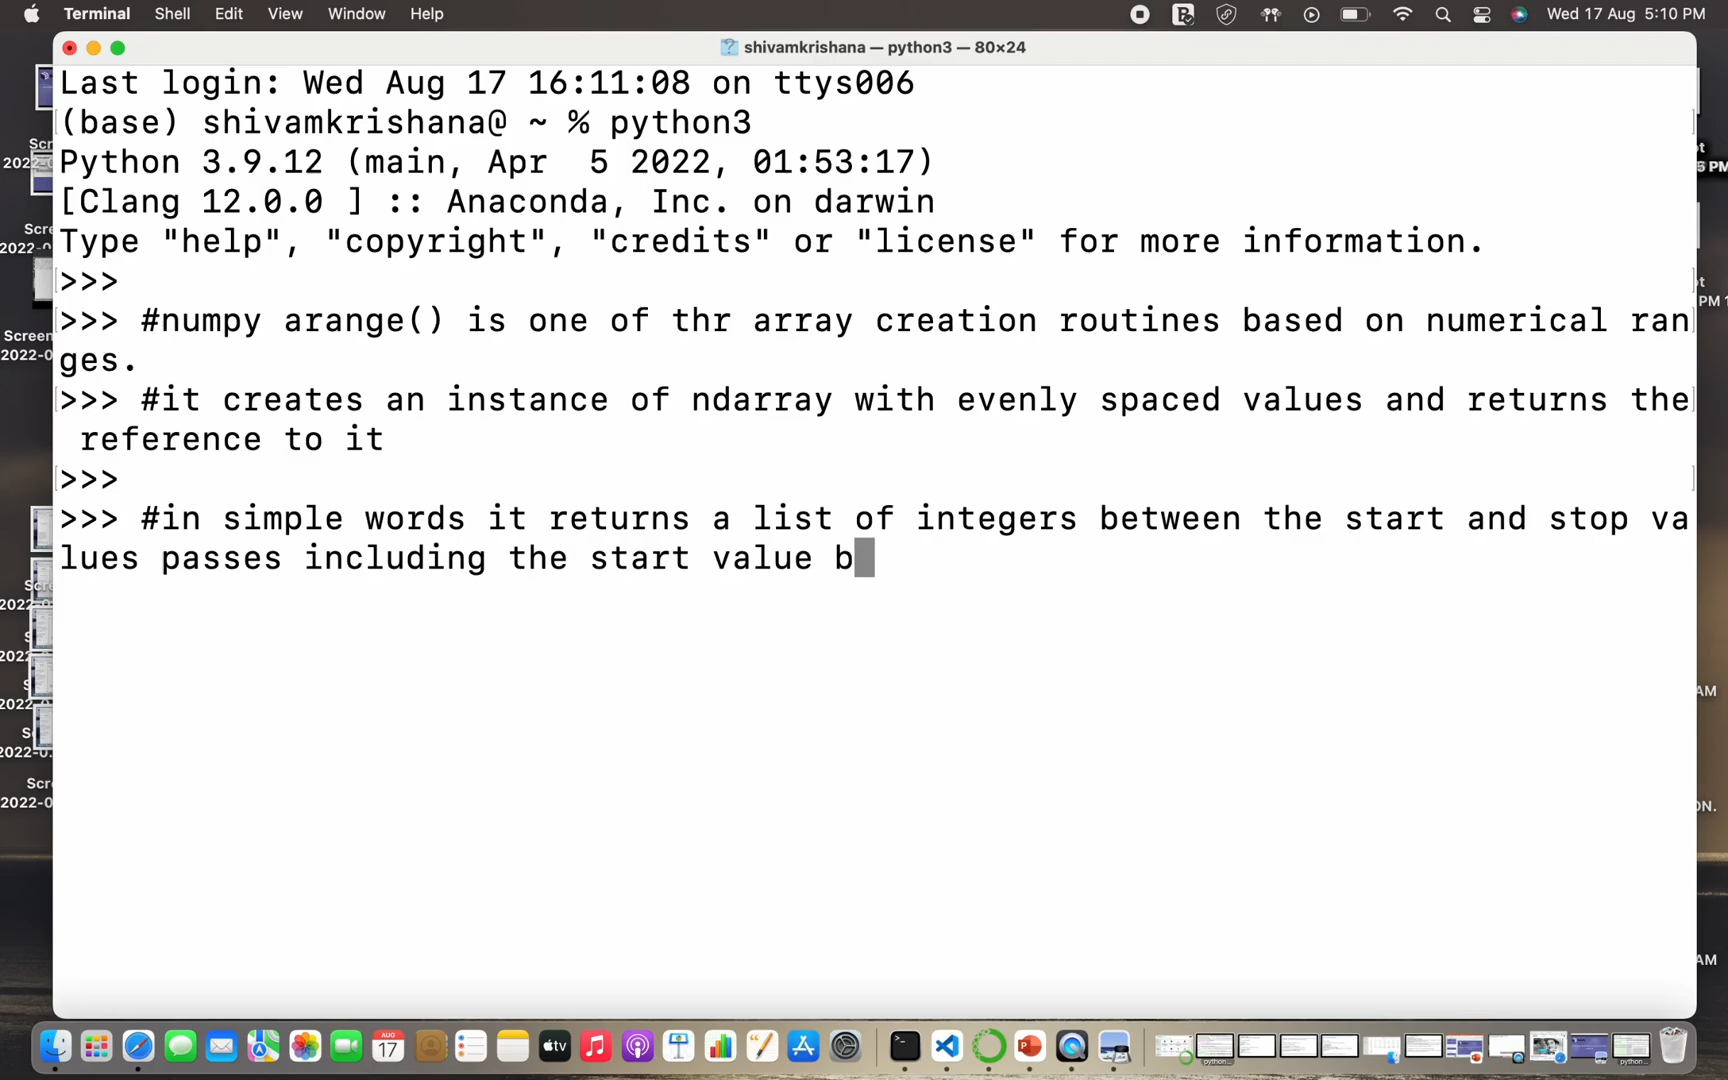 Terminal Shell Edit View Window Help Wed 17 Aug 5:10 PM
shivamkrishana — python3 — 80×24
Last login: Wed Aug 17 16:11:08 on ttys006
(base) shivamkrishana@ ~ % python3
Python 3.9.12 (main, Apr  5 2022, 01:53:17)
[Clang 12.0.0 ] :: Anaconda, Inc. on darwin
Type "help", "copyright", "credits" or "license" for more information.
>>>
>>> #numpy arange() is one of thr array creation routines based on numerical ran
ges.
>>> #it creates an instance of ndarray with evenly spaced values and returns the
 reference to it
>>>
>>> #in simple words it returns a list of integers between the start and stop va
lues passes including the start value b
AUG
17
tv